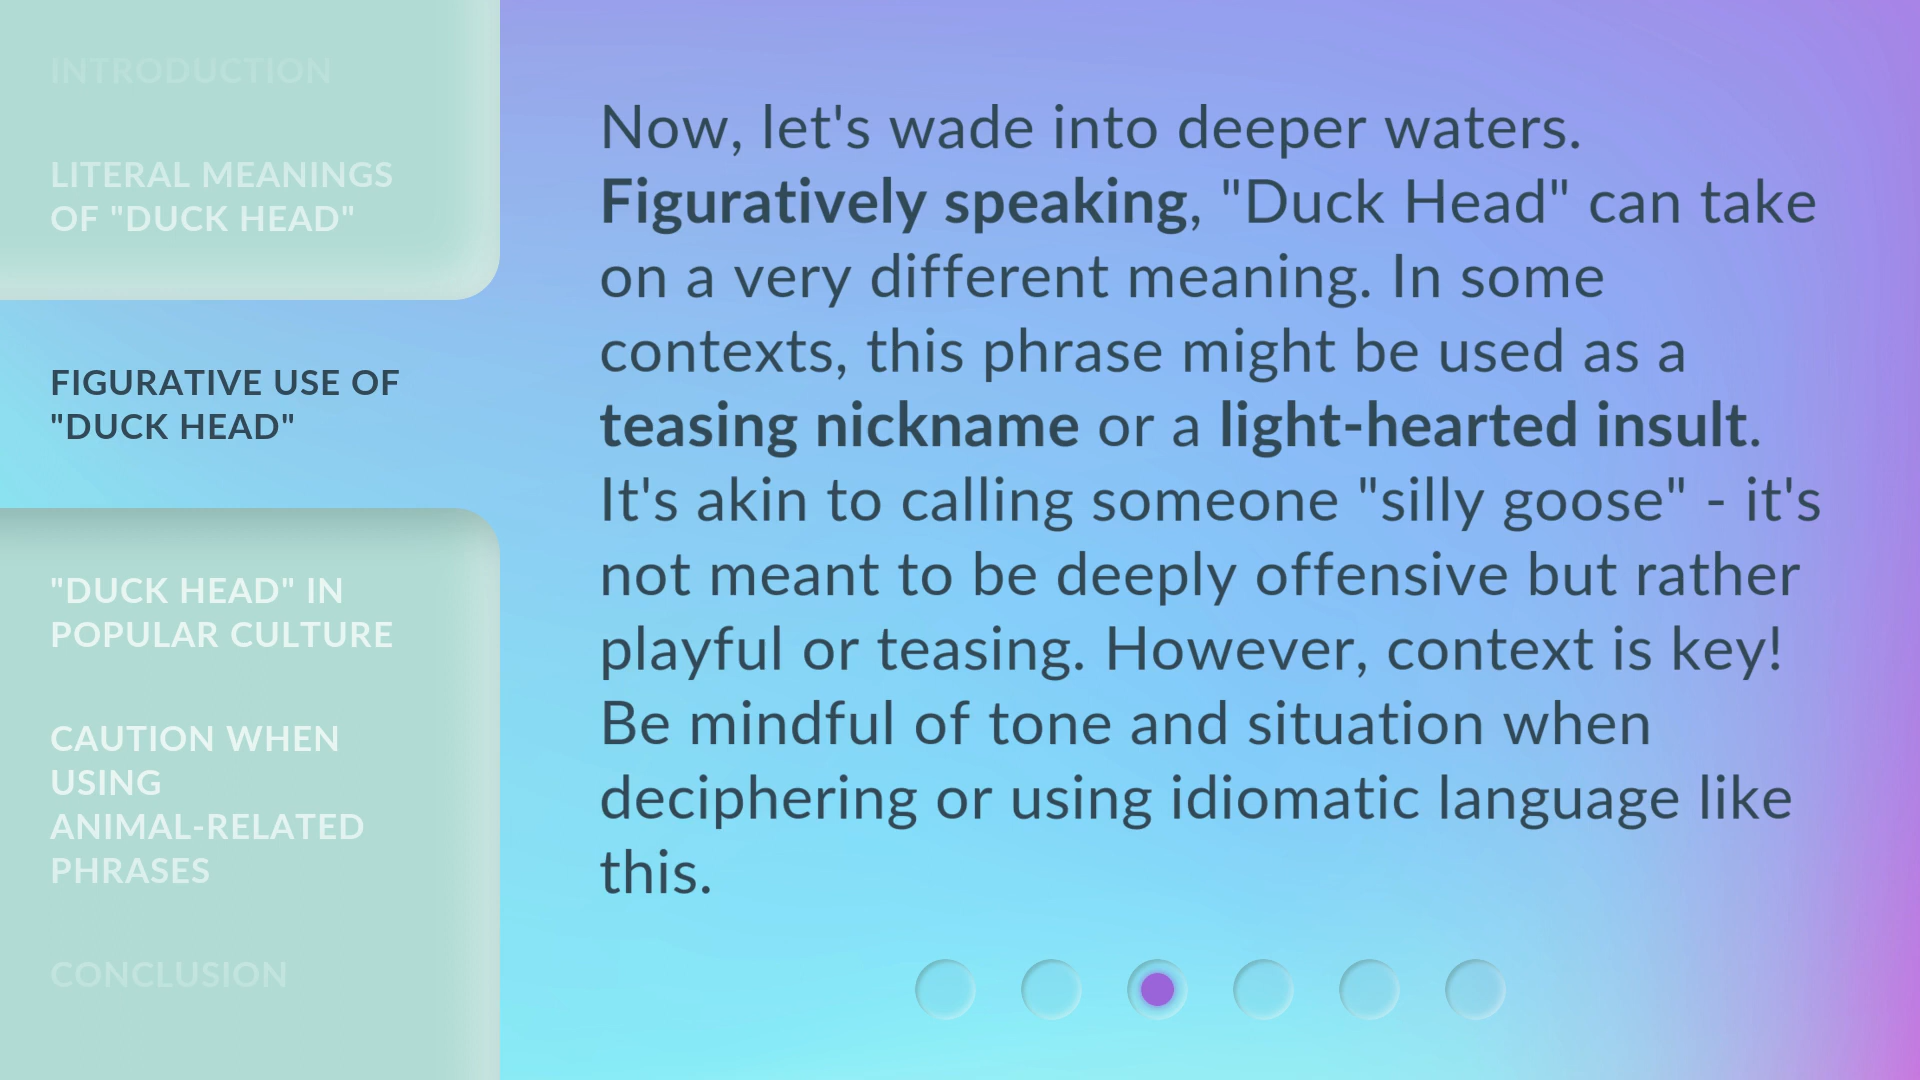 INTRODUCTION
LITERAL MEANINGS
OF "DUCK HEAD"
FIGURATIVE USE OF
"DUCK HEAD"
"DUCK HEAD" IN
POPULAR CULTURE
CAUTION WHEN
USING
ANIMAL-RELATED
PHRASES
CONCLUSION
Now, let's wade into deeper waters.
Figuratively speaking, "Duck Head" can take
on a very different meaning. In some
contexts, this phrase might be used as a
teasing nickname or a light-hearted insult.
It's akin to calling someone "silly goose" - it's
not meant to be deeply offensive but rather
playful or teasing. However, context is key!
Be mindful of tone and situation when
deciphering or using idiomatic language like
this.